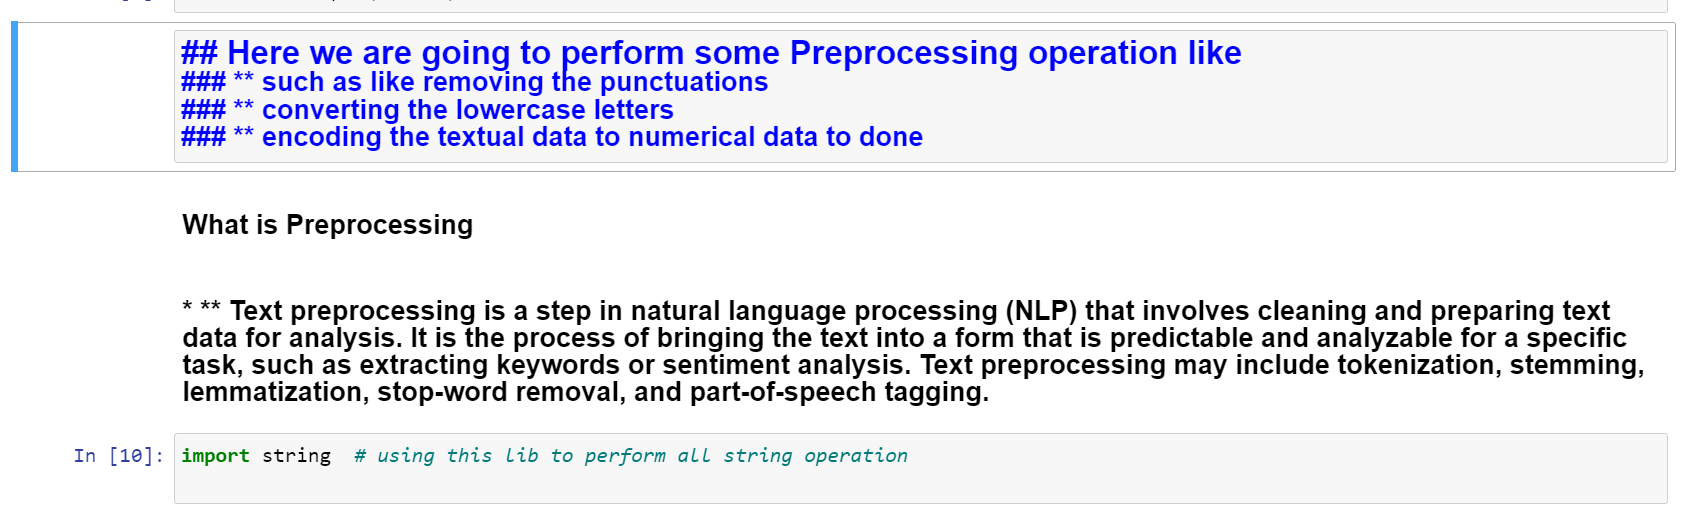 ## Here we are going to perform some Preprocessing operation like
### ** such as like removing the punctuations
### ** converting the lowercase letters
### ** encoding the textual data to numerical data to done
What is Preprocessing
* ** Text preprocessing is a step in natural language processing (NLP) that involves cleaning and preparing text
data for analysis. It is the process of bringing the text into a form that is predictable and analyzable for a specific
task, such as extracting keywords or sentiment analysis. Text preprocessing may include tokenization, stemming,
lemmatization, stop-word removal, and part-of-speech tagging.
In [10]: import string # using this lib to perform all string operation